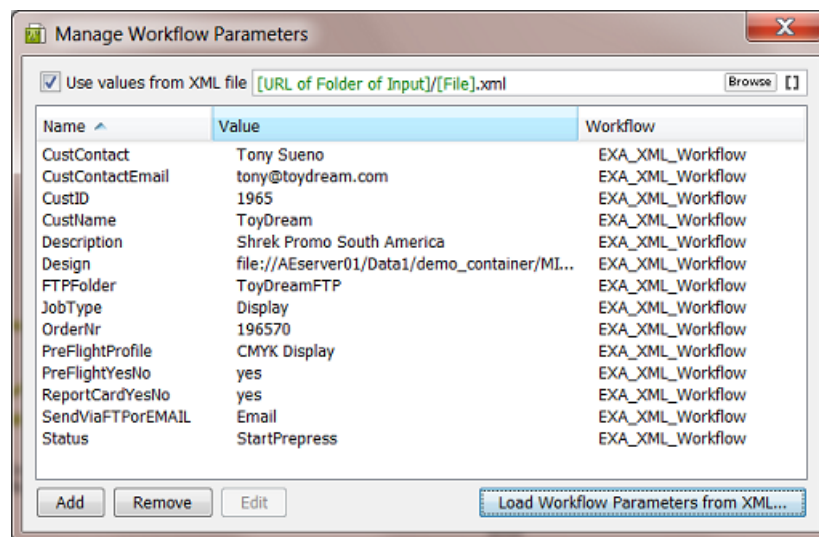 Manage Workflow Parameters
Use values from XML file [URL of Folder of Input]/[File].xml Browse []
Name Value Workflow
CustContact Tony Sueno EXA_XML_Workflow
CustContactEmail tony@toydream.com EXA_XML_Workflow
CustID 1965 EXA_XML_Workflow
CustName ToyDream EXA_XML_Workflow
Description Shrek Promo South America EXA_XML_Workflow
Design file://AEserver01/Data1/demo_container/MI... EXA_XML_Workflow
FTPFolder ToyDreamFTP EXA_XML_Workflow
JobType Display EXA_XML_Workflow
OrderNr 196570 EXA_XML_Workflow
PreFlightProfile CMYK Display EXA_XML_Workflow
PreFlightYesNo yes EXA_XML_Workflow
ReportCardYesNo yes EXA_XML_Workflow
SendViaFTPorEMAIL Email EXA_XML_Workflow
Status StartPrepress EXA_XML_Workflow
Add Remove Edit Load Workflow Parameters from XML...